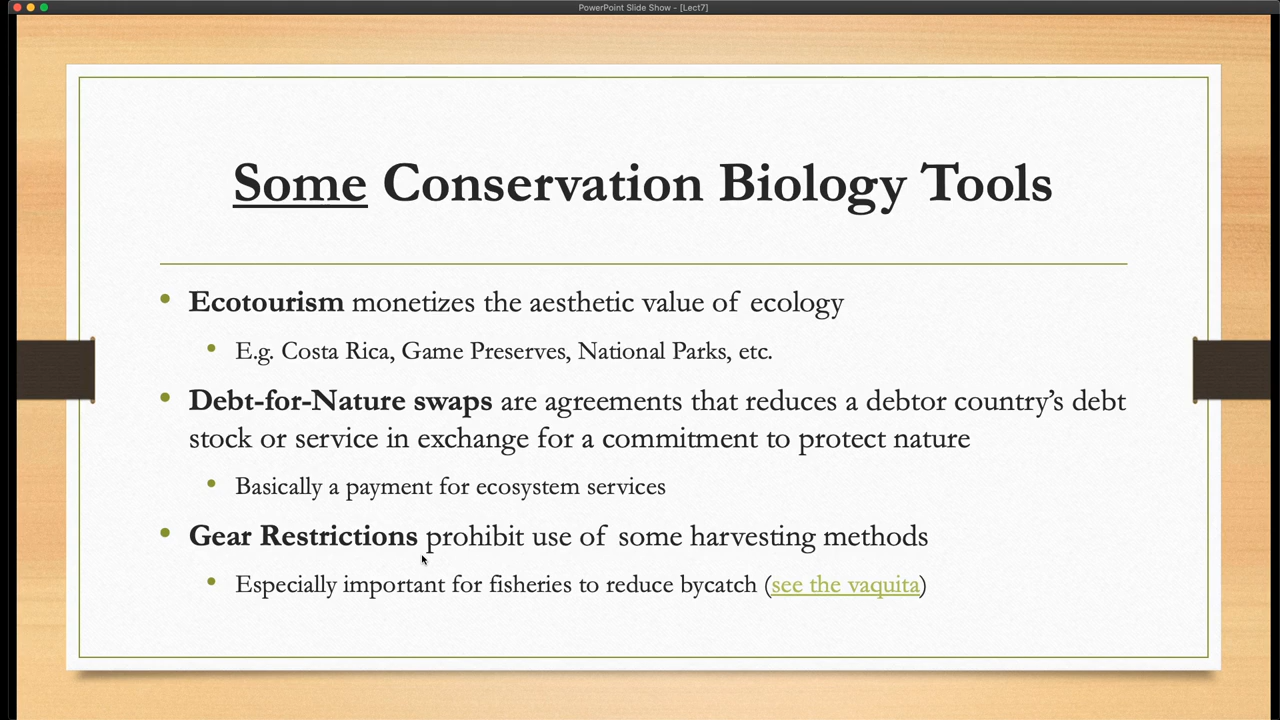 PowerPoint Slide Show - [Lect7]
Some Conservation Biology Tools
• Ecotourism monetizes the aesthetic value of ecology
• E.g. Costa Rica, Game Preserves, National Parks, etc.
• Debt-for-Nature swaps are agreements that reduces a debtor country’s debt
stock or service in exchange for a commitment to protect nature
• Basically a payment for ecosystem services
• Gear Restrictions prohibit use of some harvesting methods
• Especially important for fisheries to reduce bycatch (see the vaquita)